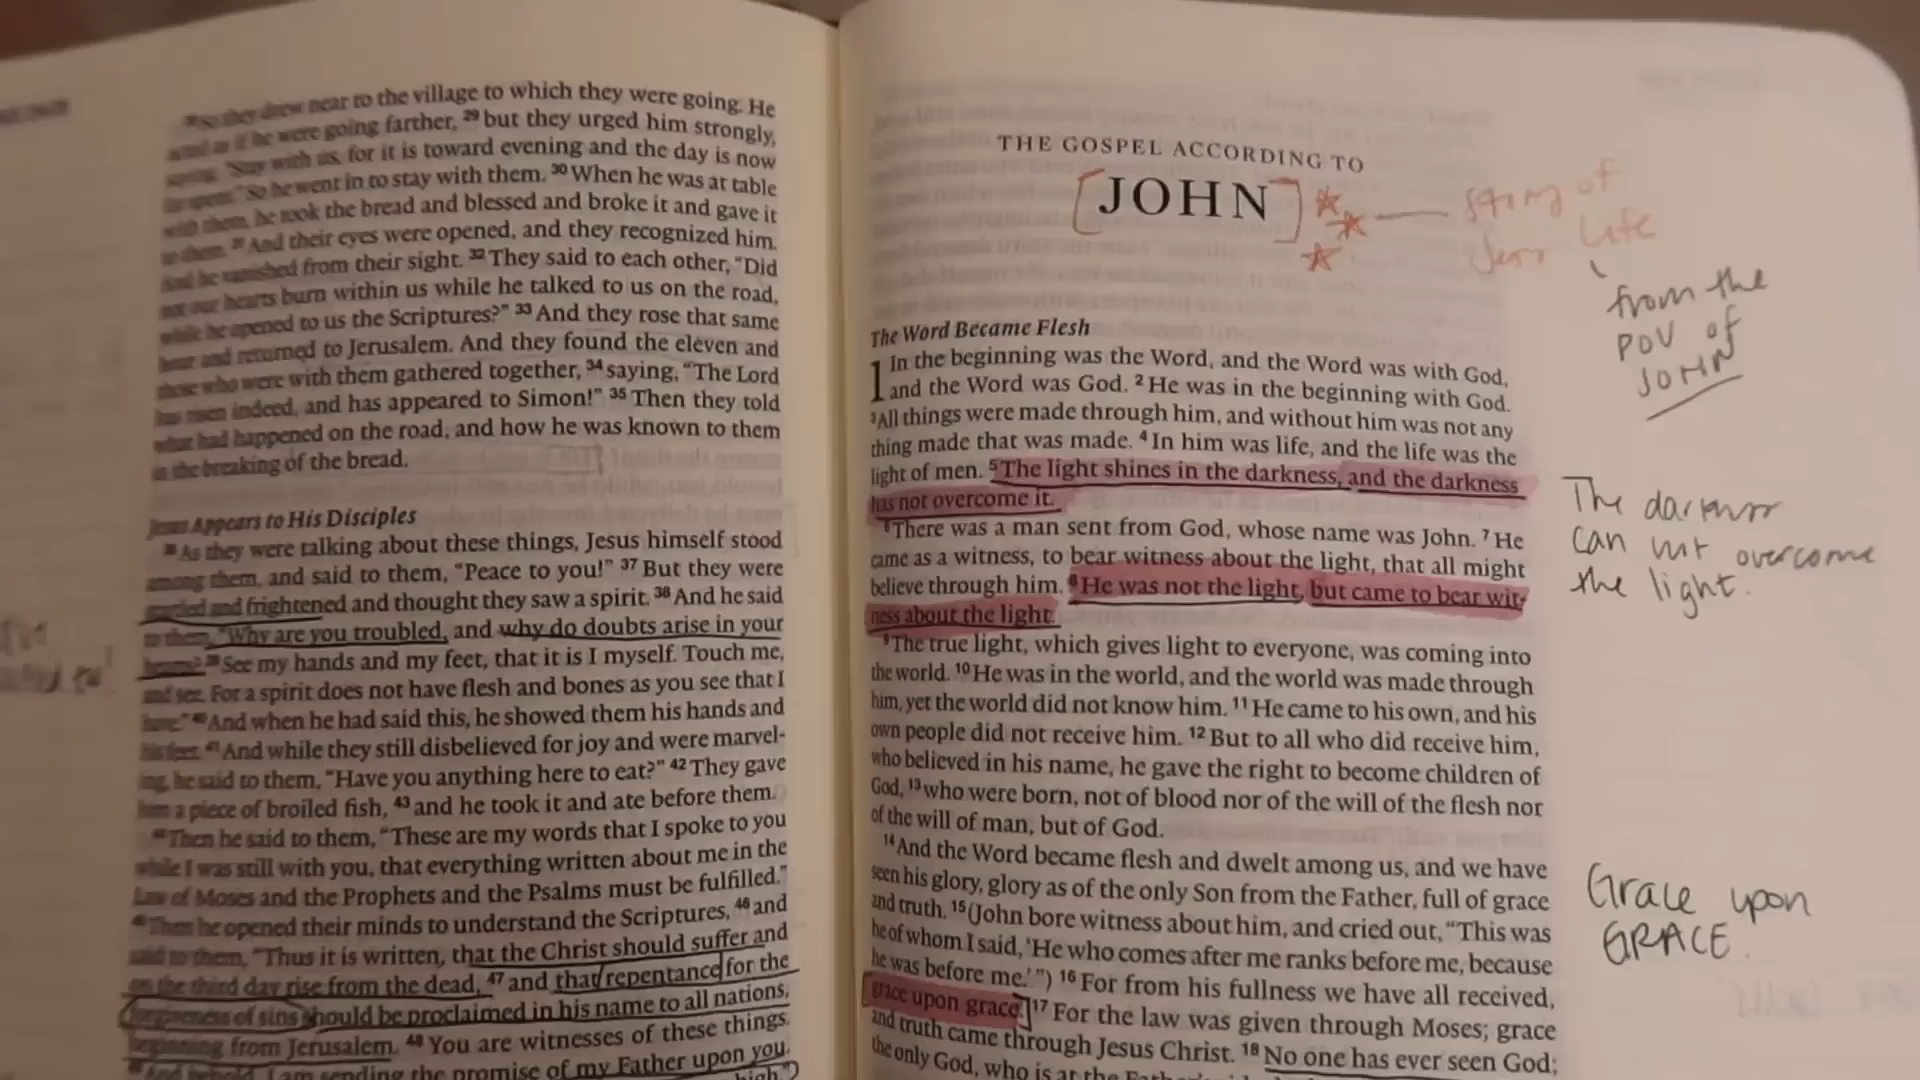 So they drew near to the village to which they were going. He
acted as if he were going farther, 29 but they urged him strongly,
saying, "Stay with us, for it is toward evening and the day is now
So he went in to stay with them. 30 When he was at table
with them, he took the bread and blessed and broke it and gave it
to them. 31 And their eyes were opened, and they recognized him.
And he vanished from their sight. 32 They said to each other, "Did
not our hearts burn within us while he talked to us on the road,
while he opened to us the Scriptures?" 33 And they rose that same
hour and returned to Jerusalem. And they found the eleven and
those who were with them gathered together, 34 saying, "The Lord
has risen indeed, and has appeared to Simon!" 35 Then they told
what had happened on the road, and how he was known to them
in the breaking of the bread.
Jesus Appears to His Disciples
36 As they were talking about these things, Jesus himself stood
among them, and said to them, "Peace to you!" 37 But they were
startled and frightened and thought they saw a spirit. 38 And he said
to them, "Why are you troubled, and why do doubts arise in your
hearts? 39 See my hands and my feet, that it is I myself. Touch me,
and see. For a spirit does not have flesh and bones as you see that I
have." 40 And when he had said this, he showed them his hands and
his feet. 41 And while they still disbelieved for joy and were marvel-
ing, he said to them, "Have you anything here to eat?" 42 They gave
him a piece of broiled fish, 43 and he took it and ate before them.
44 Then he said to them, "These are my words that I spoke to you
while I was still with you, that everything written about me in the
Law of Moses and the Prophets and the Psalms must be fulfilled."
45 Then he opened their minds to understand the Scriptures, 46 and
said to them, "Thus it is written, that the Christ should suffer and
on the third day rise from the dead, 47 and that repentance for the
forgiveness of sins should be proclaimed in his name to all nations,
beginning from Jerusalem. 48 You are witnesses of these things.
49 And behold, I am sending the promise of my Father upon you.
high."
THE GOSPEL ACCORDING TO
[JOHN] — story of
Life
from the
POV of
JOHN
The Word Became Flesh
1 In the beginning was the Word, and the Word was with God,
and the Word was God. 2 He was in the beginning with God.
3 All things were made through him, and without him was not any
thing made that was made. 4 In him was life, and the life was the
light of men. 5 The light shines in the darkness, and the darkness
has not overcome it.
6 There was a man sent from God, whose name was John. 7 He
came as a witness, to bear witness about the light, that all might
believe through him. 8 He was not the light, but came to bear wit-
ness about the light.
9 The true light, which gives light to everyone, was coming into
the world. 10 He was in the world, and the world was made through
him, yet the world did not know him. 11 He came to his own, and his
own people did not receive him. 12 But to all who did receive him,
who believed in his name, he gave the right to become children of
God, 13 who were born, not of blood nor of the will of the flesh nor
of the will of man, but of God.
14 And the Word became flesh and dwelt among us, and we have
seen his glory, glory as of the only Son from the Father, full of grace
and truth. 15 (John bore witness about him, and cried out, "This was
he of whom I said, 'He who comes after me ranks before me, because
he was before me.'") 16 For from his fullness we have all received,
grace upon grace.] 17 For the law was given through Moses; grace
and truth came through Jesus Christ. 18 No one has ever seen God;
the only God, who is at the Father's
The darkness
can not overcome
the light.
Grace upon
GRACE.